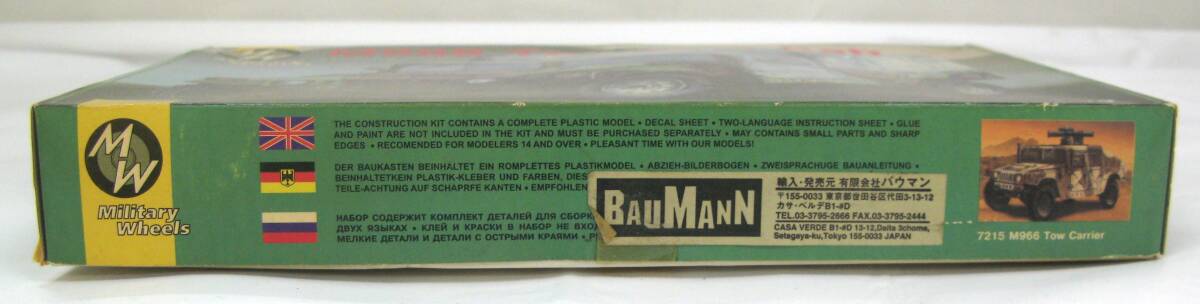 MW
Military
Wheels
THE CONSTRUCTION KIT CONTAINS A COMPLETE PLASTIC MODEL • DECAL SHEET • TWO-LANGUAGE INSTRUCTION SHEET • GLUE
AND PAINT ARE NOT INCLUDED IN THE KIT AND MUST BE PURCHASED SEPARATELY • MAY CONTAINS SMALL PARTS AND SHARP
EDGES • RECOMENDED FOR MODELERS 14 AND OVER • PLEASANT TIME WITH OUR MODELS!
DER BAUKASTEN BEINHALTET EIN ROMPLETTES PLASTIKMODEL • ABZIEH-BILDERBOGEN • ZWEISPRACHUGE BAUANLEITUNG •
BEINHALTETKEN PLASTIK-KLEBER UND FARBEN, DIES
TEILE-ACHTUNG AUF SCHAPRFE KANTEN • EMPFOHLEN
НАБОР СОДЕРЖИТ КОМПЛЕКТ ДЕТАЛЕЙ ДЛЯ СБОРК
ДВУХ ЯЗЫКАХ • КЛЕЙ И КРАСКИ В НАБОР НЕ ВХО
МЕЛКИЕ ДЕТАЛИ И ДЕТАЛИ С ОСТРЫМИ КРАЯМИ •
BAUMANN
輸入・発売元 有限会社バウマン
〒155-0033 東京都世田谷区代田3-13-12
カサ・ベルデB1-#D
TEL.03-3795-2666 FAX.03-3795-2444
CASA VERDE B1-#D 13-12,Daita 3chome,
Setagaya-ku,Tokyo 155-0033 JAPAN
7215 M966 Tow Carrier